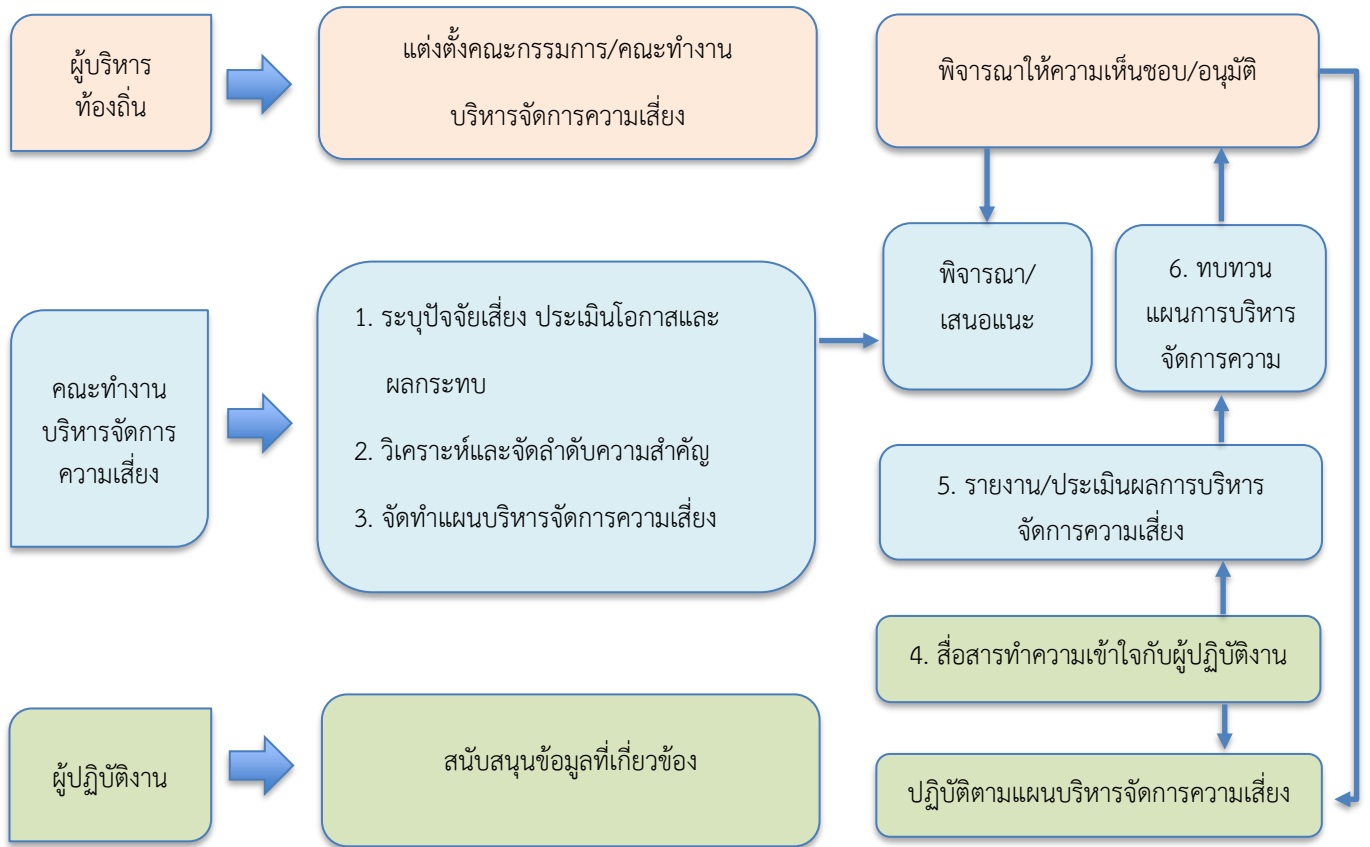 ผู้บริหาร
ท้องถิ่น
แต่งตั้งคณะกรรมการ/คณะทำงาน
บริหารจัดการความเสี่ยง
พิจารณาให้ความเห็นชอบ/อนุมัติ
คณะทำงาน
บริหารจัดการ
ความเสี่ยง
1. ระบุปัจจัยเสี่ยง ประเมินโอกาสและ
ผลกระทบ
2. วิเคราะห์และจัดลำดับความสำคัญ
3. จัดทำแผนบริหารจัดการความเสี่ยง
พิจารณา/
เสนอแนะ
6. ทบทวน
แผนการบริหาร
จัดการความ
5. รายงาน/ประเมินผลการบริหาร
จัดการความเสี่ยง
4. สื่อสารทำความเข้าใจกับผู้ปฏิบัติงาน
ผู้ปฏิบัติงาน
สนับสนุนข้อมูลที่เกี่ยวข้อง
ปฏิบัติตามแผนบริหารจัดการความเสี่ยง